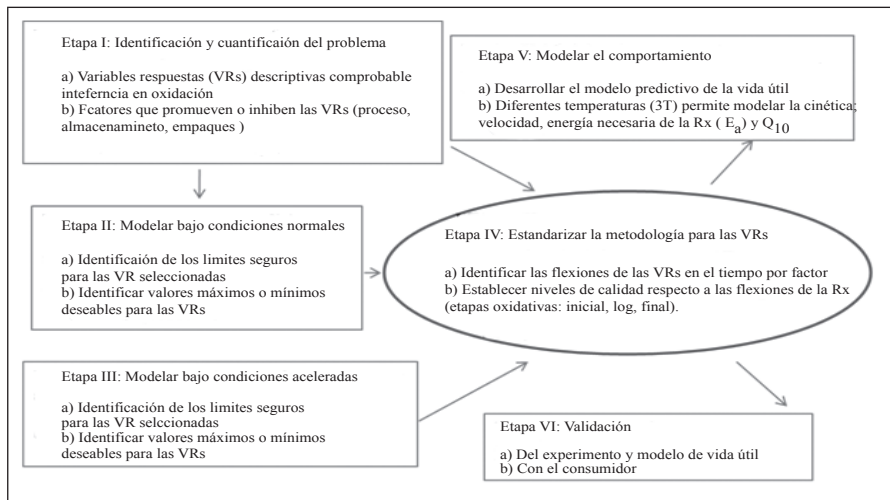 Etapa I: Identificación y cuantificaión del problema
a) Variables respuestas (VRs) descriptivas comprobable
inteferncia en oxidación
b) Fcatores que promueven o inhiben las VRs (proceso,
almacenamineto, empaques )
Etapa II: Modelar bajo condiciones normales
a) Identificaión de los limites seguros
para las VR seleccionadas
b) Identificar valores máximos o mínimos
deseables para las VRs
Etapa III: Modelar bajo condiciones aceleradas
a) Identificación de los limites seguros
para las VR selccionadas
b) Identificar valores máximos o mínimos
deseables para las VRs
Etapa IV: Estandarizar la metodología para las VRs
a) Identificar las flexiones de las VRs en el tiempo por factor
b) Establecer niveles de calidad respecto a las flexiones de la Rx
(etapas oxidativas: inicial, log, final).
Etapa V: Modelar el comportamiento
a) Desarrollar el modelo predictivo de la vida útil
b) Diferentes temperaturas (3T) permite modelar la cinética;
velocidad, energía necesaria de la Rx ( Ea) y Q10
Etapa VI: Validación
a) Del experimento y modelo de vida útil
b) Con el consumidor